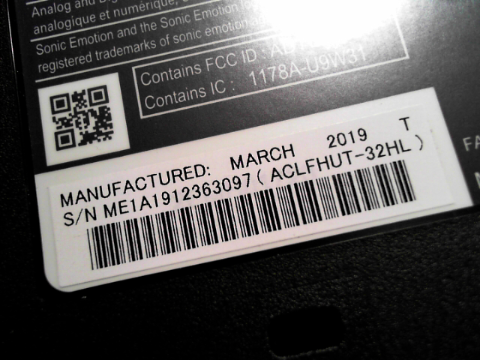 Analog and
analogique et numérique,
Sonic Emotion and the Sonic Emotion
registered trademarks of sonic emotion
Contains FCC ID :
Contains IC : 1178A-U9W31
MANUFACTURED: MARCH 2019 T
S/N ME1A1912363097(ACLFHUT-32HL)